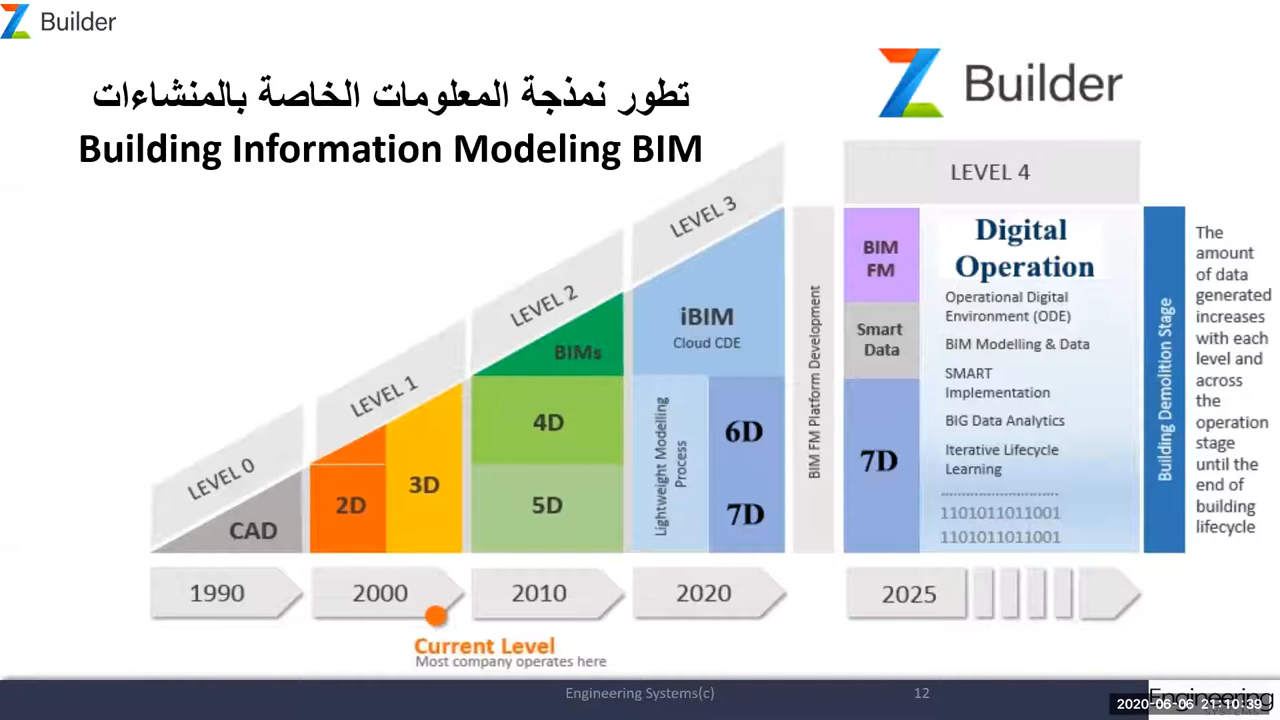 Builder
تطور نمذجة المعلومات الخاصة بالمنشاءات
Building Information Modeling BIM
Builder
LEVEL 0
CAD
LEVEL 1
2D
3D
LEVEL 2
BIMs
4D
5D
LEVEL 3
iBIM
Cloud CDE
Lightweight Modelling
Process
6D
7D
BIM FM Platform Development
LEVEL 4
BIM
FM
Smart
Data
7D
Digital
Operation
Operational Digital
Environment (ODE)
BIM Modelling & Data
SMART
Implementation
BIG Data Analytics
Iterative Lifecycle
Learning
1101011011001
1101011011001
Building Demolition Stage
The
amount
of data
generated
increases
with each
level and
across
the
operation
stage
until the
end of
building
lifecycle
1990
2000
2010
2020
2025
Current Level
Most company operates here
Engineering Systems(c)
12
Engineering
2020-06-06 21:10:39